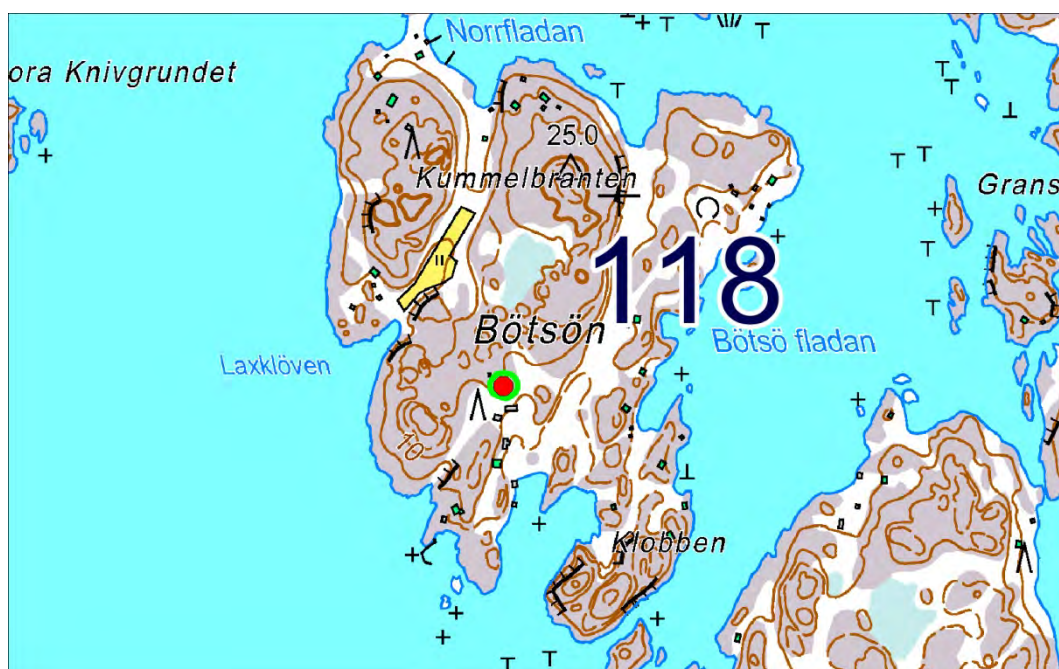 Norrfladan
ora Knivgrundet
25.0
Kummelbranten
Grans
118
Bötsön
Bötsö fladan
Laxklöven
10
Klobben